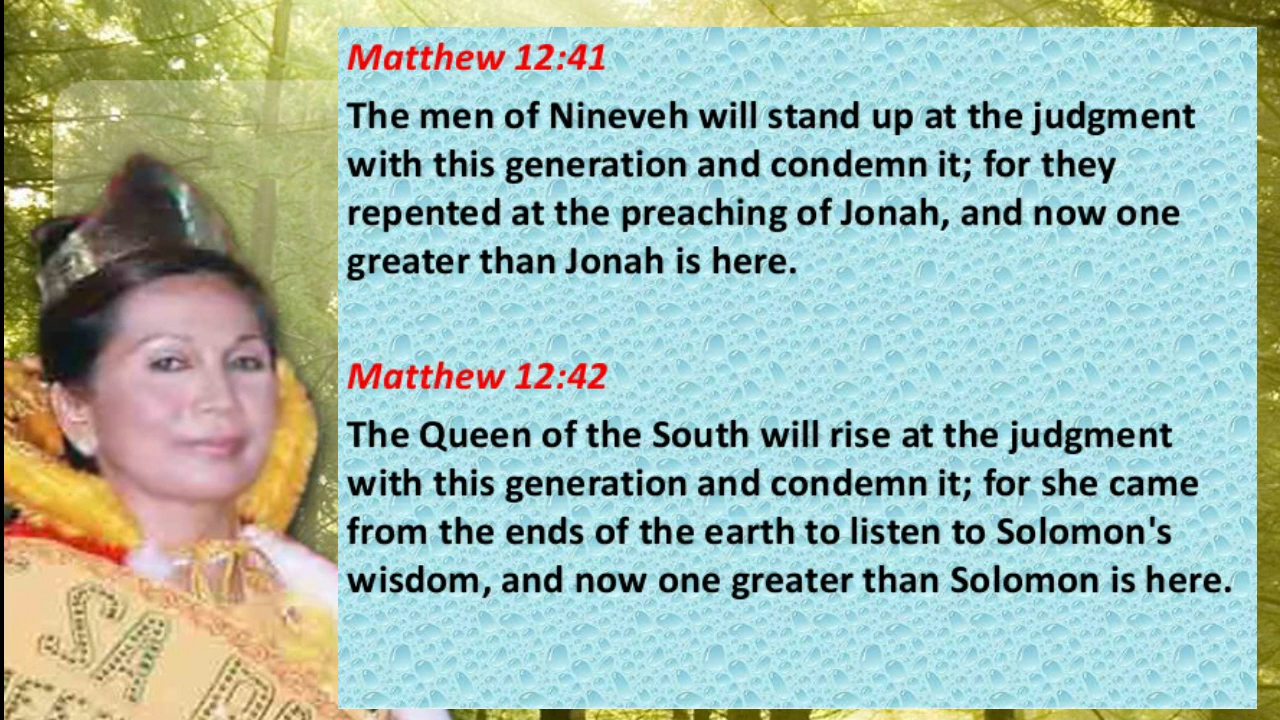 Matthew 12:41
The men of Nineveh will stand up at the judgment
with this generation and condemn it; for they
repented at the preaching of Jonah, and now one
greater than Jonah is here.
Matthew 12:42
The Queen of the South will rise at the judgment
with this generation and condemn it; for she came
from the ends of the earth to listen to Solomon's
wisdom, and now one greater than Solomon is here.
SA